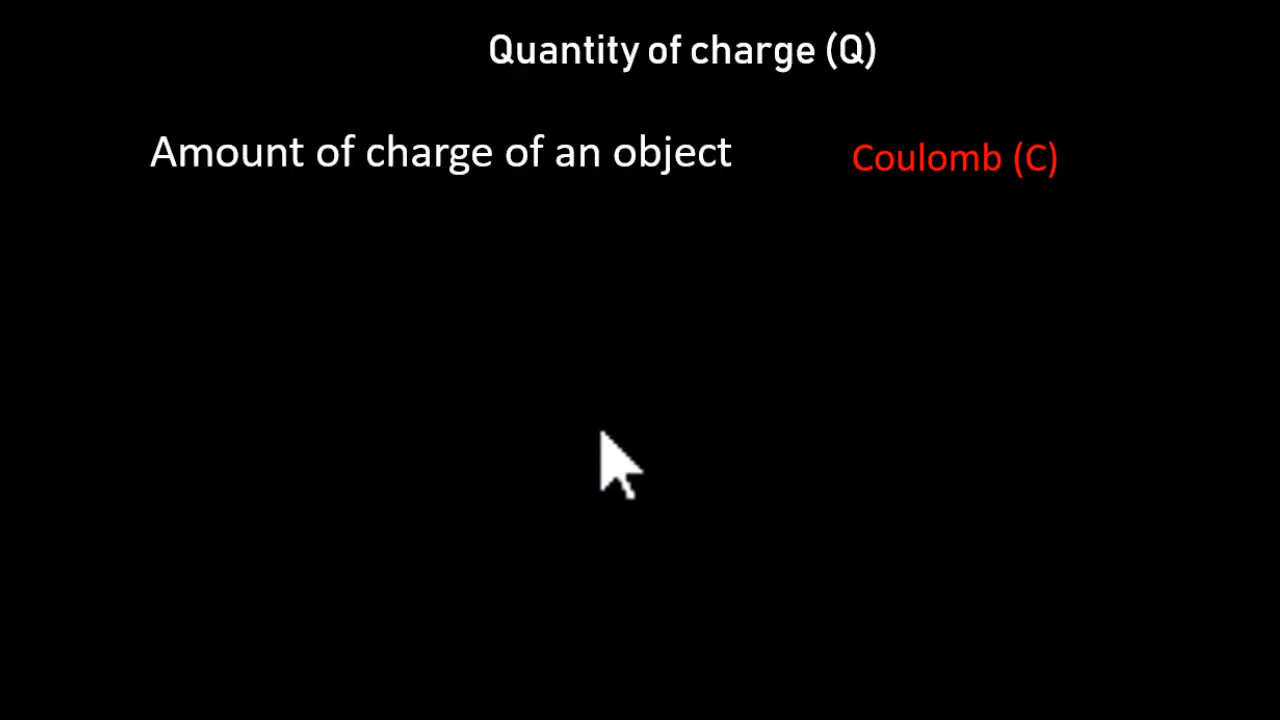 Quantity of charge (Q)
Amount of charge of an object Coulomb (C)